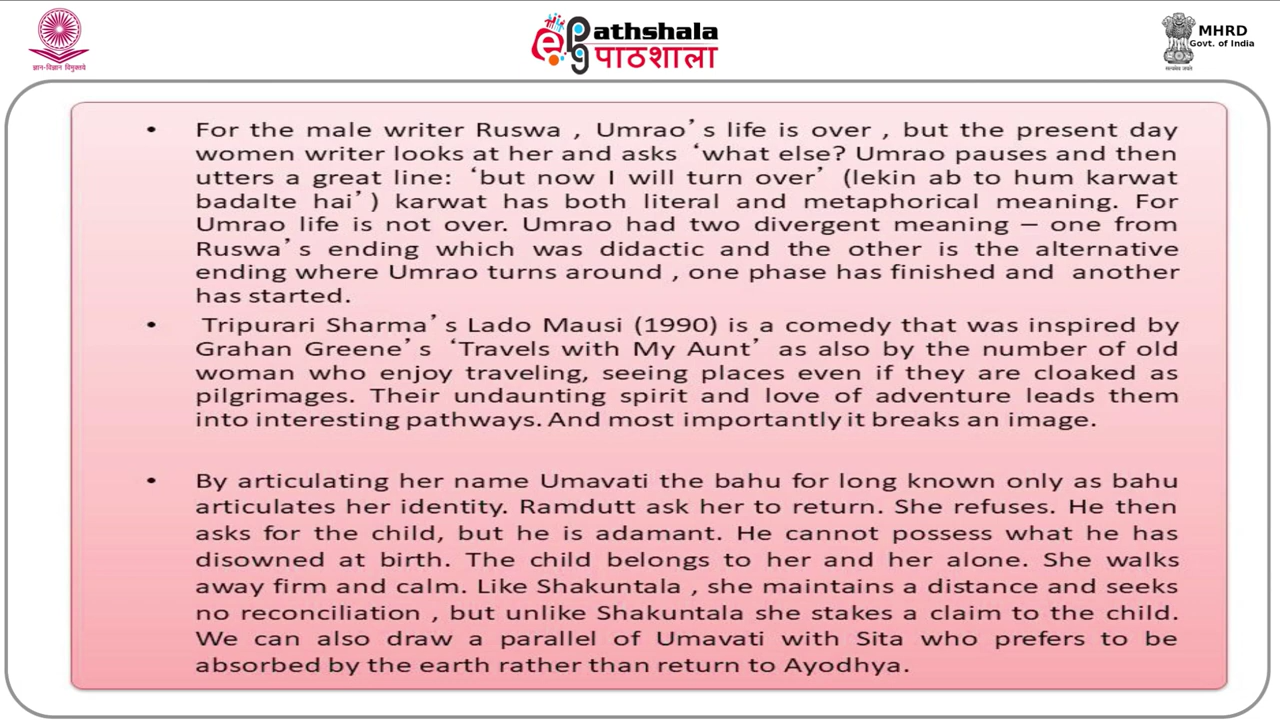 ज्ञान-विज्ञान विमुक्तये
ePG Pathshala
पाठशाला
MHRD
Govt. of India
सत्यमेव जयते
• For the male writer Ruswa , Umrao's life is over , but the present day
women writer looks at her and asks 'what else? Umrao pauses and then
utters a great line: 'but now I will turn over' (lekin ab to hum karwat
badalte hai') karwat has both literal and metaphorical meaning. For
Umrao life is not over. Umrao had two divergent meaning – one from
Ruswa's ending which was didactic and the other is the alternative
ending where Umrao turns around , one phase has finished and another
has started.
• Tripurari Sharma's Lado Mausi (1990) is a comedy that was inspired by
Grahan Greene's 'Travels with My Aunt' as also by the number of old
woman who enjoy traveling, seeing places even if they are cloaked as
pilgrimages. Their undaunting spirit and love of adventure leads them
into interesting pathways. And most importantly it breaks an image.
• By articulating her name Umavati the bahu for long known only as bahu
articulates her identity. Ramdutt ask her to return. She refuses. He then
asks for the child, but he is adamant. He cannot possess what he has
disowned at birth. The child belongs to her and her alone. She walks
away firm and calm. Like Shakuntala , she maintains a distance and seeks
no reconciliation , but unlike Shakuntala she stakes a claim to the child.
We can also draw a parallel of Umavati with Sita who prefers to be
absorbed by the earth rather than return to Ayodhya.